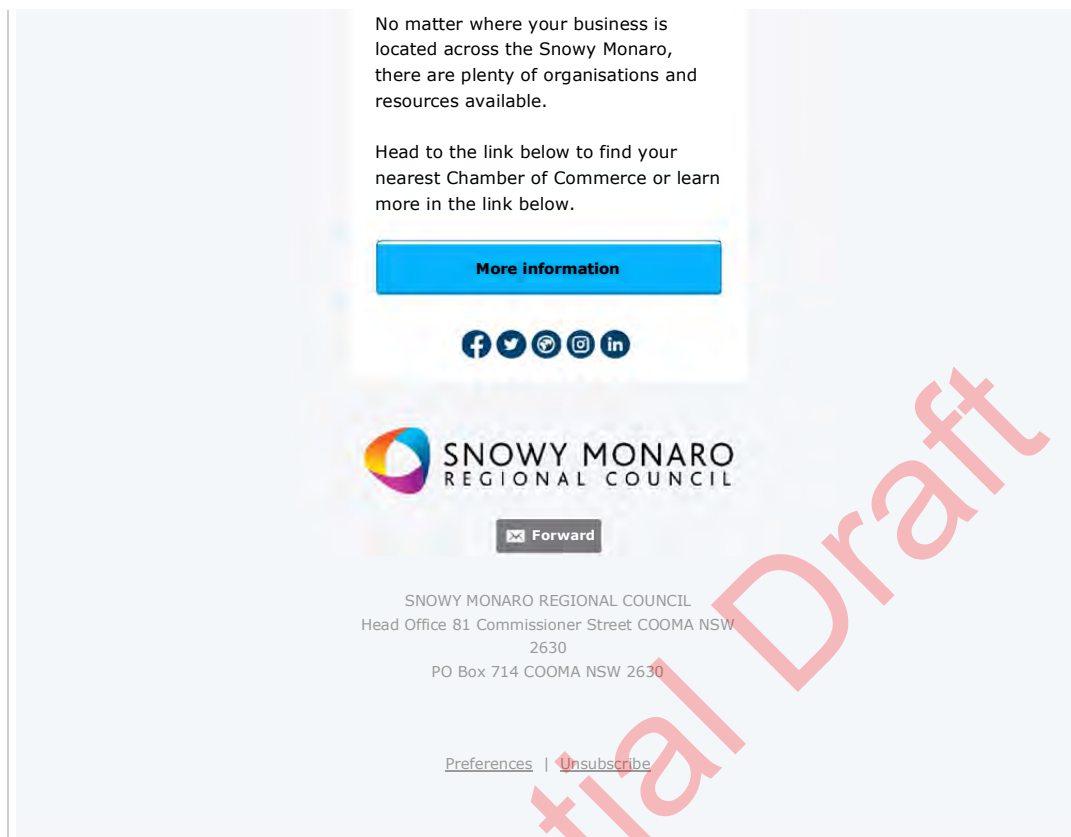 No matter where your business is
located across the Snowy Monaro,
there are plenty of organisations and
resources available.
Head to the link below to find your
nearest Chamber of Commerce or learn
more in the link below.
More information
SNOWY MONARO
REGIONAL COUNCIL
Forward
SNOWY MONARO REGIONAL COUNCIL
Head Office 81 Commissioner Street COOMA NSW
2630
PO Box 714 COOMA NSW 2630
Preferences | Unsubscribe
tial Draft